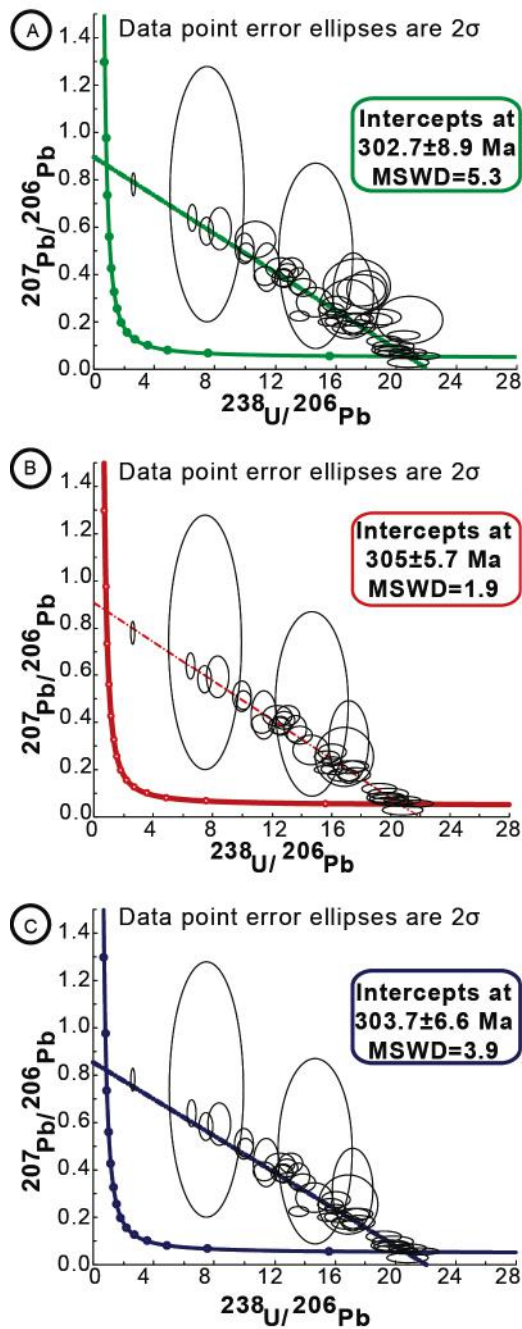 A
Data point error ellipses are 2σ
Intercepts at
302.7±8.9 Ma
MSWD=5.3
1.4
1.2
1.0
0.8
0.6
0.4
0.2
0.0
207Pb/206Pb
0 4 8 12 16 20 24 28
238U/206Pb
B
Data point error ellipses are 2σ
Intercepts at
305±5.7 Ma
MSWD=1.9
1.4
1.2
1.0
0.8
0.6
0.4
0.2
0.0
207Pb/206Pb
0 4 8 12 16 20 24 28
238U/206Pb
C
Data point error ellipses are 2σ
Intercepts at
303.7±6.6 Ma
MSWD=3.9
1.4
1.2
1.0
0.8
0.6
0.4
0.2
0.0
207Pb/206Pb
0 4 8 12 16 20 24 28
238U/206Pb